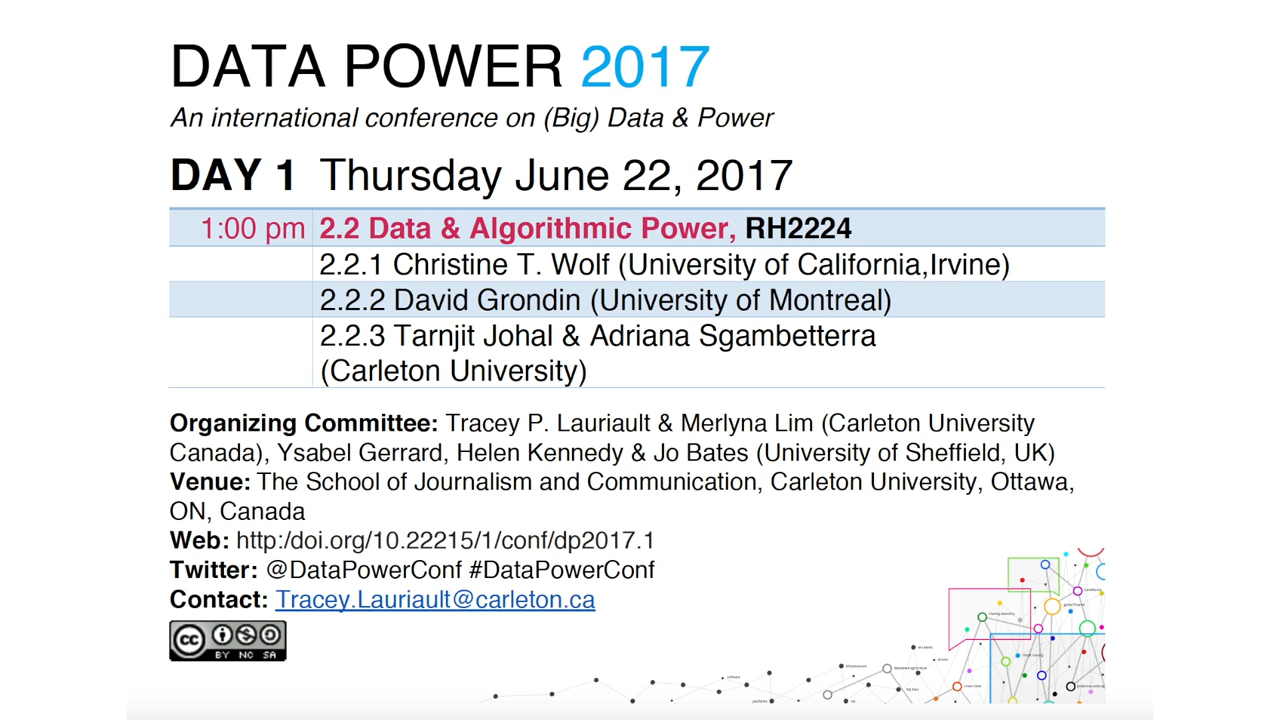 DATA POWER 2017
An international conference on (Big) Data & Power
DAY 1 Thursday June 22, 2017
1:00 pm 2.2 Data & Algorithmic Power, RH2224
2.2.1 Christine T. Wolf (University of California,Irvine)
2.2.2 David Grondin (University of Montreal)
2.2.3 Tarnjit Johal & Adriana Sgambetterra
(Carleton University)
Organizing Committee: Tracey P. Lauriault & Merlyna Lim (Carleton University
Canada), Ysabel Gerrard, Helen Kennedy & Jo Bates (University of Sheffield, UK)
Venue: The School of Journalism and Communication, Carleton University, Ottawa,
ON, Canada
Web: http:/doi.org/10.22215/1/conf/dp2017.1
Twitter: @DataPowerConf #DataPowerConf
Contact: Tracey.Lauriault@carleton.ca
cc
BY NC SA